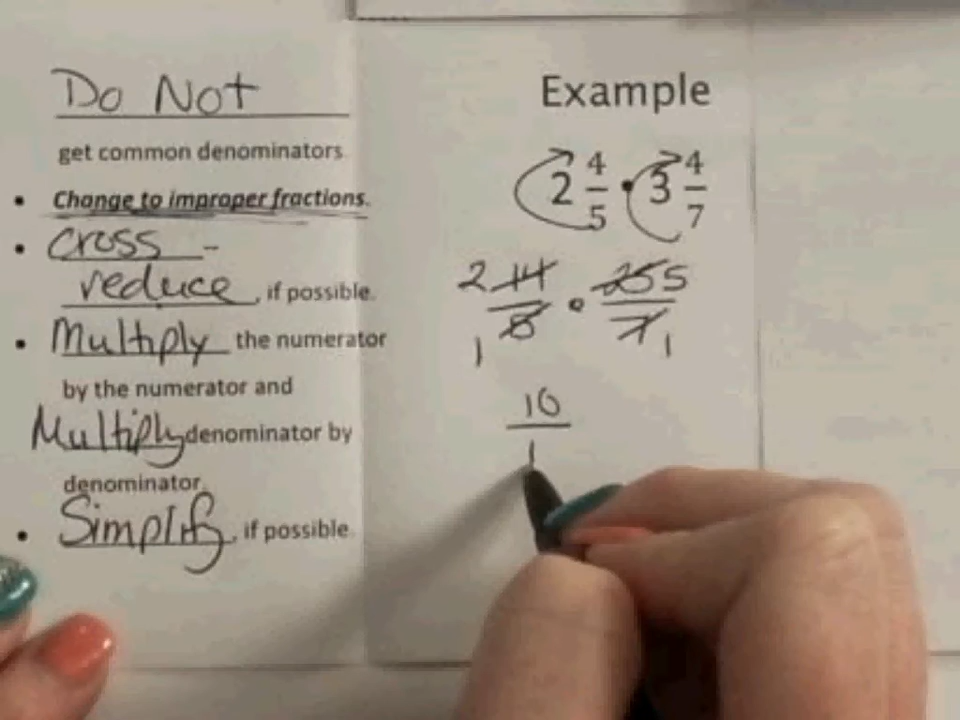 Do Not
get common denominators
• Change to improper fractions.
• Cross -
reduce, if possible.
• Multiply the numerator
by the numerator and
Multiply denominator by
denominator.
• Simplify, if possible.
Example
2 4/5 • 3 4/7
2 14/5 1 • 25 5/7 1
10
1